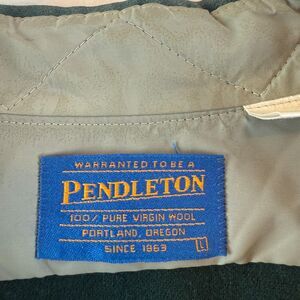 WARRANTED TO BE A
PENDLETON
100% PURE VIRGIN WOOL
PORTLAND, OREGON
SINCE 1863
L